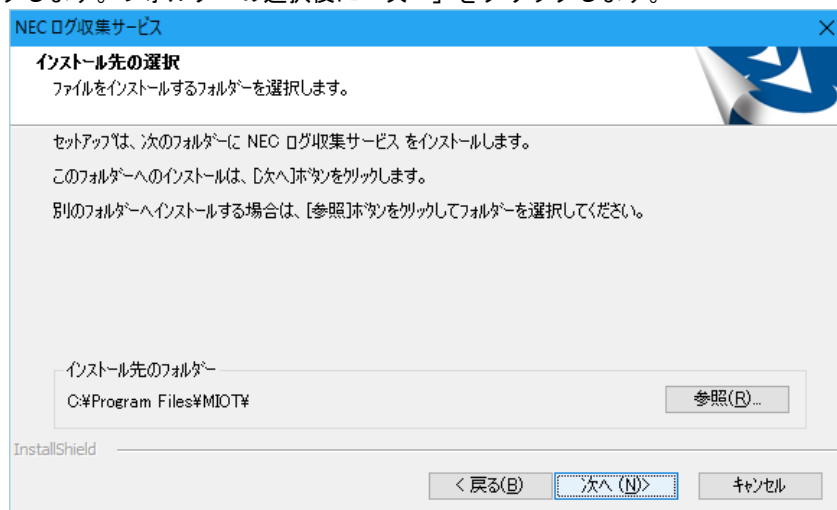 NEC ログ収集サービス
インストール先の選択
ファイルをインストールするフォルダーを選択します。
セットアップは、次のフォルダーに NEC ログ収集サービス をインストールします。
このフォルダーへのインストールは、[次へ]ボタンをクリックします。
別のフォルダーへインストールする場合は、[参照]ボタンをクリックしてフォルダーを選択してください。
インストール先のフォルダー
C:¥Program Files¥MIOT¥
参照(R)...
InstallShield
< 戻る(B)
次へ (N)>
キャンセル